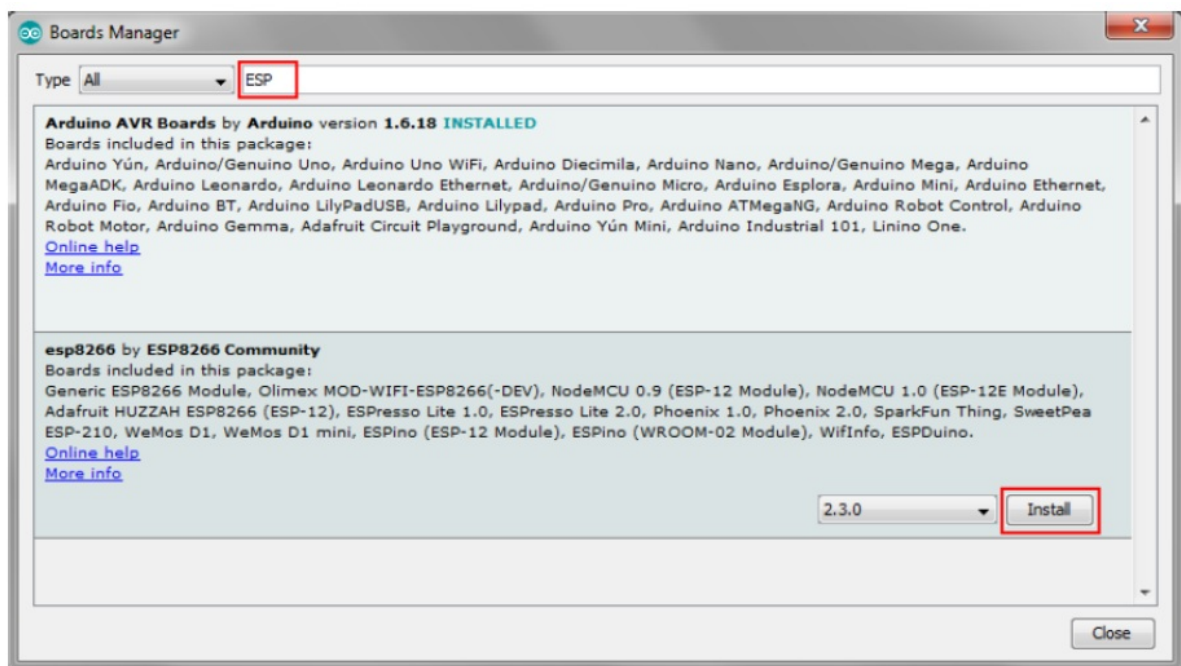 Boards Manager
Type All ESP
Arduino AVR Boards by Arduino version 1.6.18 INSTALLED
Boards included in this package:
Arduino Yún, Arduino/Genuino Uno, Arduino Uno WiFi, Arduino Diecimila, Arduino Nano, Arduino/Genuino Mega, Arduino
MegaADK, Arduino Leonardo, Arduino Leonardo Ethernet, Arduino/Genuino Micro, Arduino Esplora, Arduino Mini, Arduino Ethernet,
Arduino Fio, Arduino BT, Arduino LilyPadUSB, Arduino Lilypad, Arduino Pro, Arduino ATMegaNG, Arduino Robot Control, Arduino
Robot Motor, Arduino Gemma, Adafruit Circuit Playground, Arduino Yún Mini, Arduino Industrial 101, Linino One.
Online help
More info
esp8266 by ESP8266 Community
Boards included in this package:
Generic ESP8266 Module, Olimex MOD-WIFI-ESP8266(-DEV), NodeMCU 0.9 (ESP-12 Module), NodeMCU 1.0 (ESP-12E Module),
Adafruit HUZZAH ESP8266 (ESP-12), ESPresso Lite 1.0, ESPresso Lite 2.0, Phoenix 1.0, Phoenix 2.0, SparkFun Thing, SweetPea
ESP-210, WeMos D1, WeMos D1 mini, ESPino (ESP-12 Module), ESPino (WROOM-02 Module), WifInfo, ESPDuino.
Online help
More info
2.3.0 Install
Close